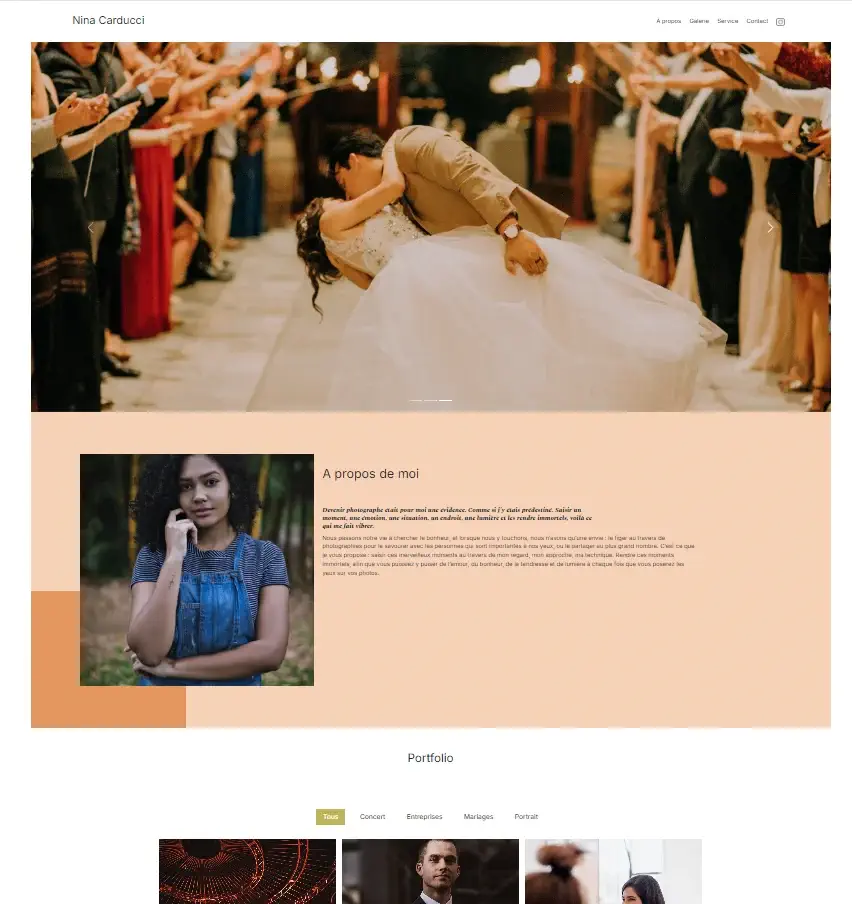 Nina Carducci
A propos Galerie Service Contact
A propos de moi
Devenir photographe étais pour moi une évidence. Comme si j'y étais prédestiné. Saisir un
moment, une émotion, une situation, un endroit, une lumière et les rendre immortels, voilà ce
qui me fait vibrer.
Nous passons notre vie à chercher le bonheur, et lorsque nous y touchons, nous n'avons qu'une envie : le figer au travers de
photographies pour le savourer avec les personnes qui sont importantes à nos yeux, ou le partager au plus grand nombre. C'est ce que
je vous propose : saisir ces merveilleux moments au travers de mon regard, mon approche, ma technique. Rendre ces moments
immortels, afin que vous puissiez y puiser de l'amour, du bonheur, de la tendresse et de lumière à chaque fois que vous poserez les
yeux sur vos photos.
Portfolio
Tous Concert Entreprises Mariages Portrait